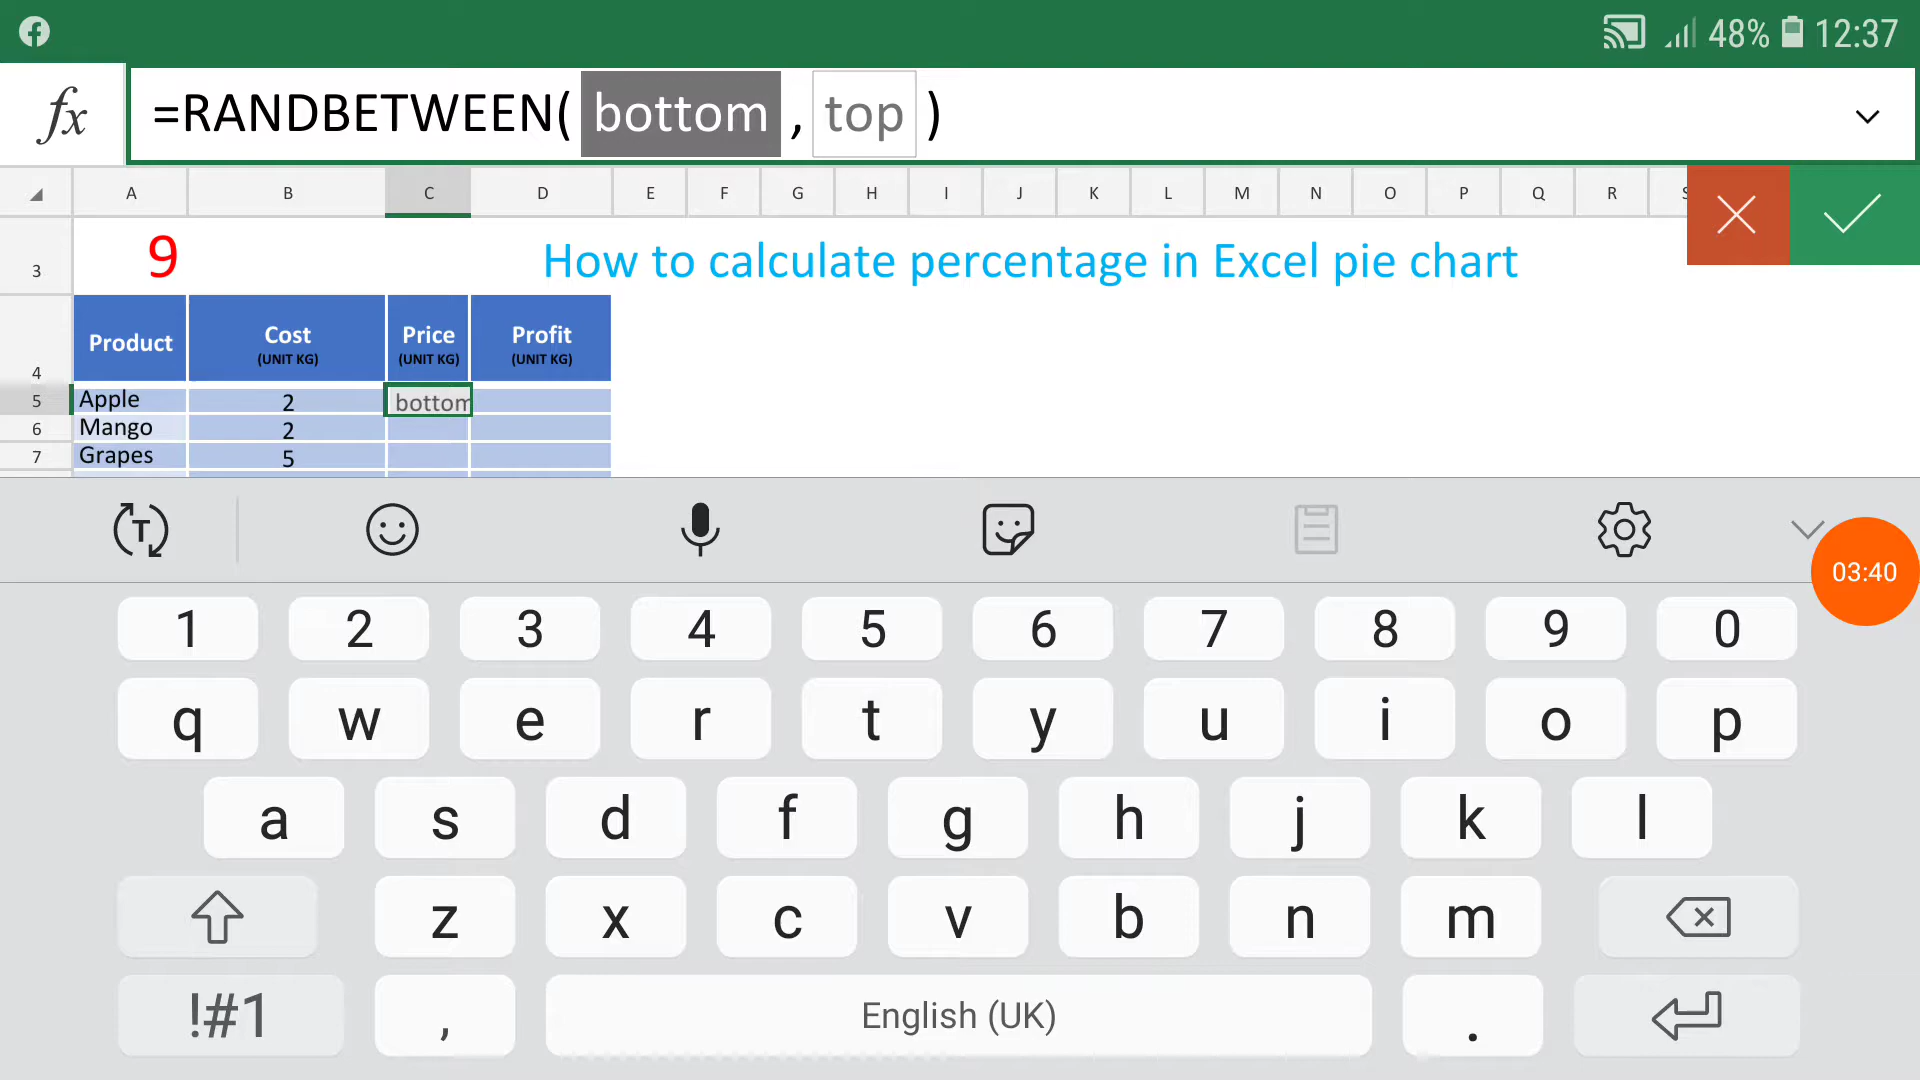 48% 12:37
fx =RANDBETWEEN( bottom , top )
A B C D E F G H I J K L M N O P Q R S
3 9 How to calculate percentage in Excel pie chart
4 Product Cost (UNIT KG) Price (UNIT KG) Profit (UNIT KG)
5 Apple 2 bottom
6 Mango 2
7 Grapes 5
T
03:40
1 2 3 4 5 6 7 8 9 0
q w e r t y u i o p
a s d f g h j k l
z x c v b n m
!#1 , English (UK) .